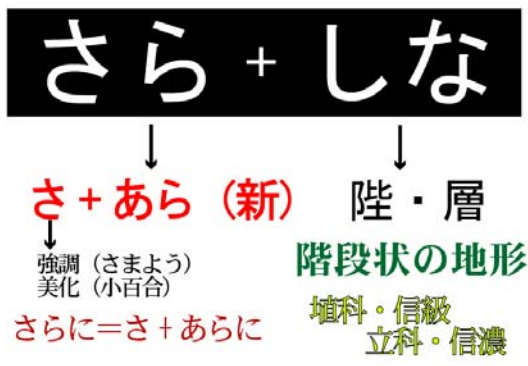 さら + しな
さ+あら（新）
陛・層
強調（さまよう）
美化（小百合）
階段状の地形
さらに＝さ+あらに
埴科・信級
立科・信濃